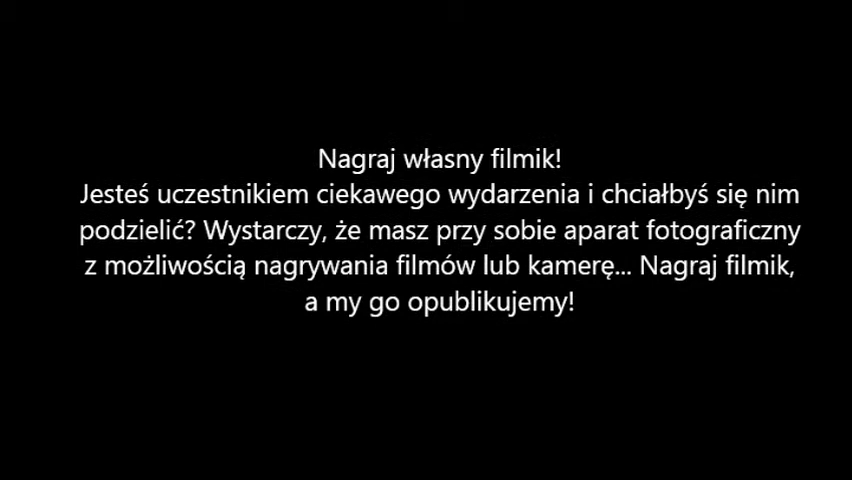 Nagraj własny filmik!
Jesteś uczestnikiem ciekawego wydarzenia i chciałbyś się nim
podzielić? Wystarczy, że masz przy sobie aparat fotograficzny
z możliwością nagrywania filmów lub kamerę... Nagraj filmik,
a my go opublikujemy!